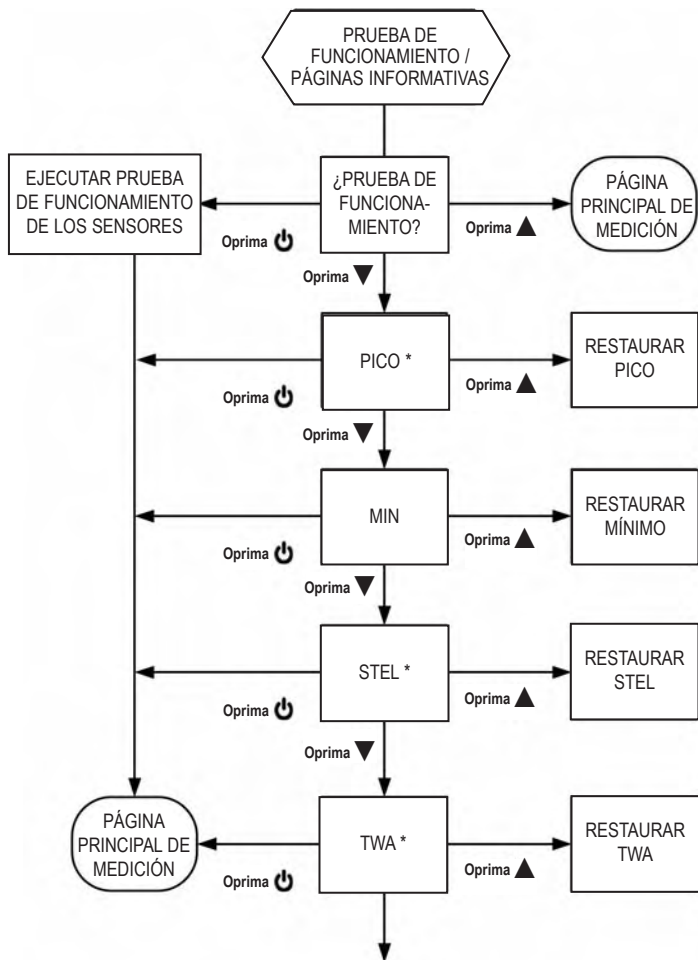 PRUEBA DE
FUNCIONAMIENTO /
PÁGINAS INFORMATIVAS
EJECUTAR PRUEBA
DE FUNCIONAMIENTO
DE LOS SENSORES
¿PRUEBA DE
FUNCIONA-
MIENTO?
PÁGINA
PRINCIPAL DE
MEDICIÓN
Oprima
Oprima
Oprima
PICO *
RESTAURAR
PICO
Oprima
Oprima
Oprima
MIN
RESTAURAR
MÍNIMO
Oprima
Oprima
Oprima
STEL *
RESTAURAR
STEL
Oprima
Oprima
Oprima
PÁGINA
PRINCIPAL DE
MEDICIÓN
TWA *
RESTAURAR
TWA
Oprima
Oprima